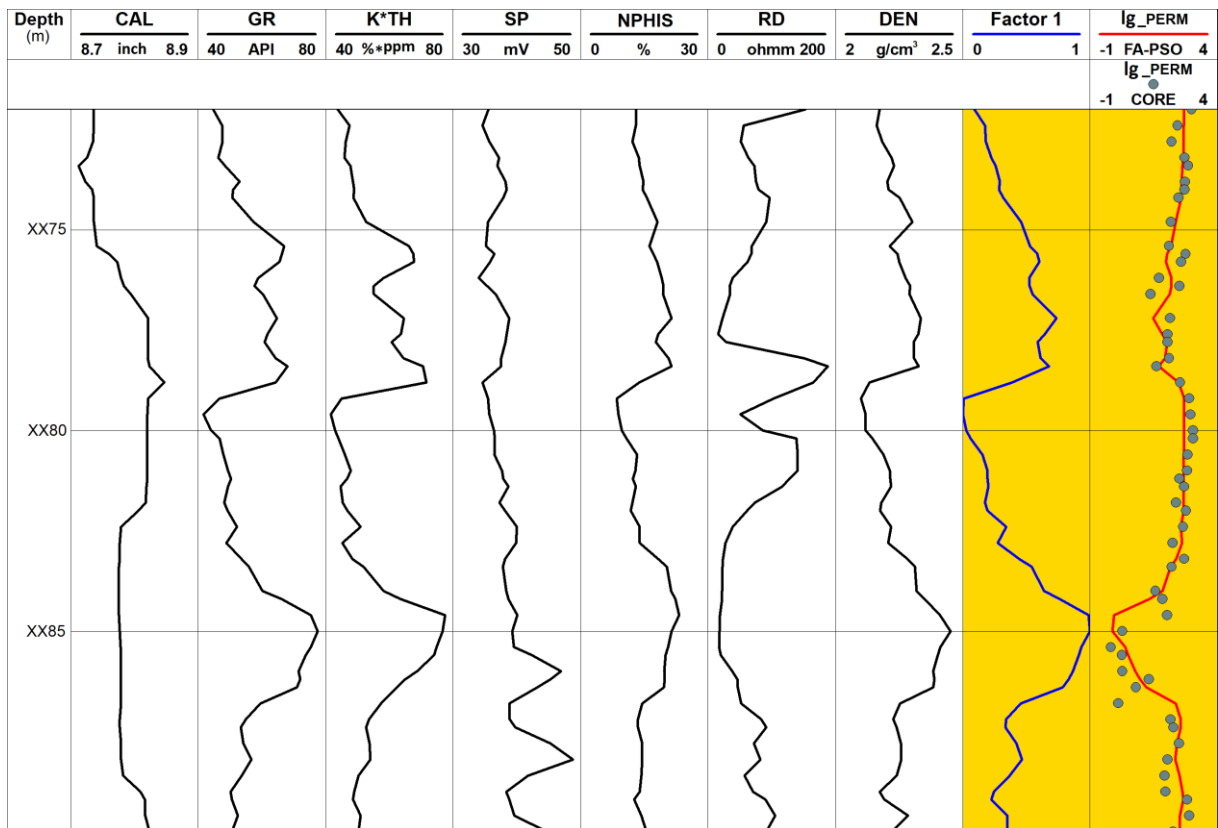 Depth CAL GR K*TH SP NPHIS RD DEN Factor 1 lg_PERM
(m) 8.7 inch 8.9 40 API 80 40 %*ppm 80 30 mV 50 0 % 30 0 ohmm 200 2 g/cm³ 2.5 0 1 -1 FA-PSO 4
lg_PERM
-1 CORE 4
XX75
XX80
XX85